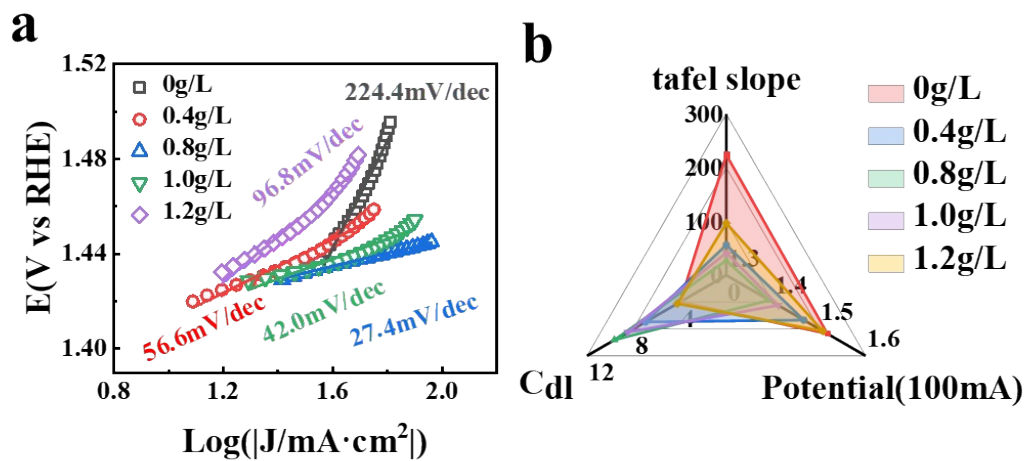 a
1.52
1.48
1.44
1.40
E(V vs RHE)
0g/L
0.4g/L
0.8g/L
1.0g/L
1.2g/L
224.4mV/dec
96.8mV/dec
56.6mV/dec
42.0mV/dec
27.4mV/dec
0.8
1.2
1.6
2.0
Log(|J/mA·cm²|)
b
tafel slope
300
200
100
0
1.3
1.4
1.5
1.6
0
4
8
12
Cdl
Potential(100mA)
0g/L
0.4g/L
0.8g/L
1.0g/L
1.2g/L